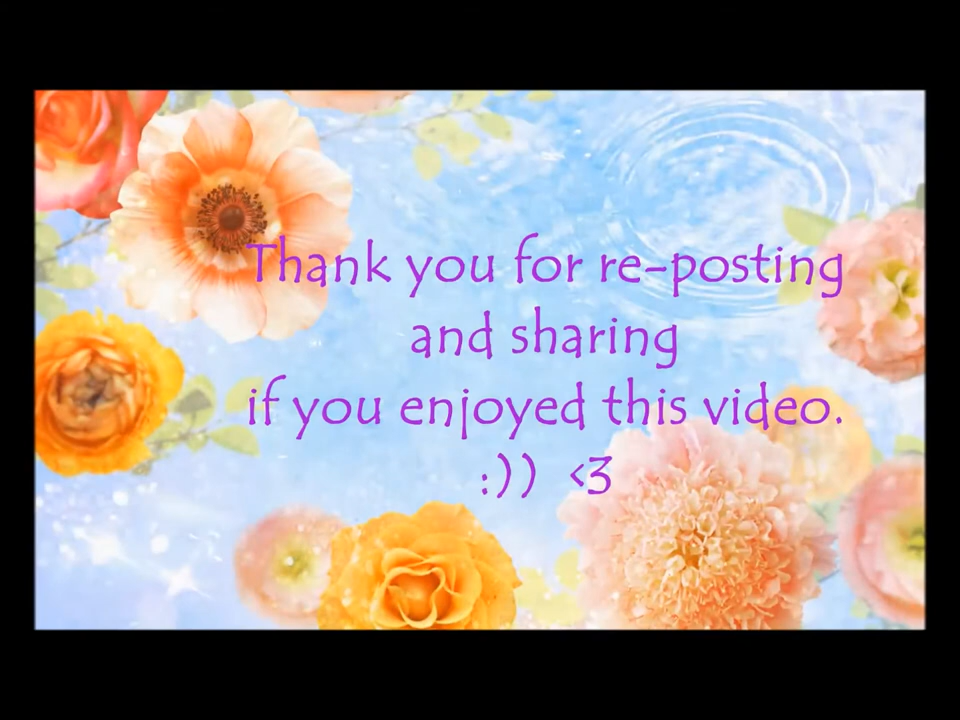 Thank you for re-posting
and sharing
if you enjoyed this video.
:)) <3